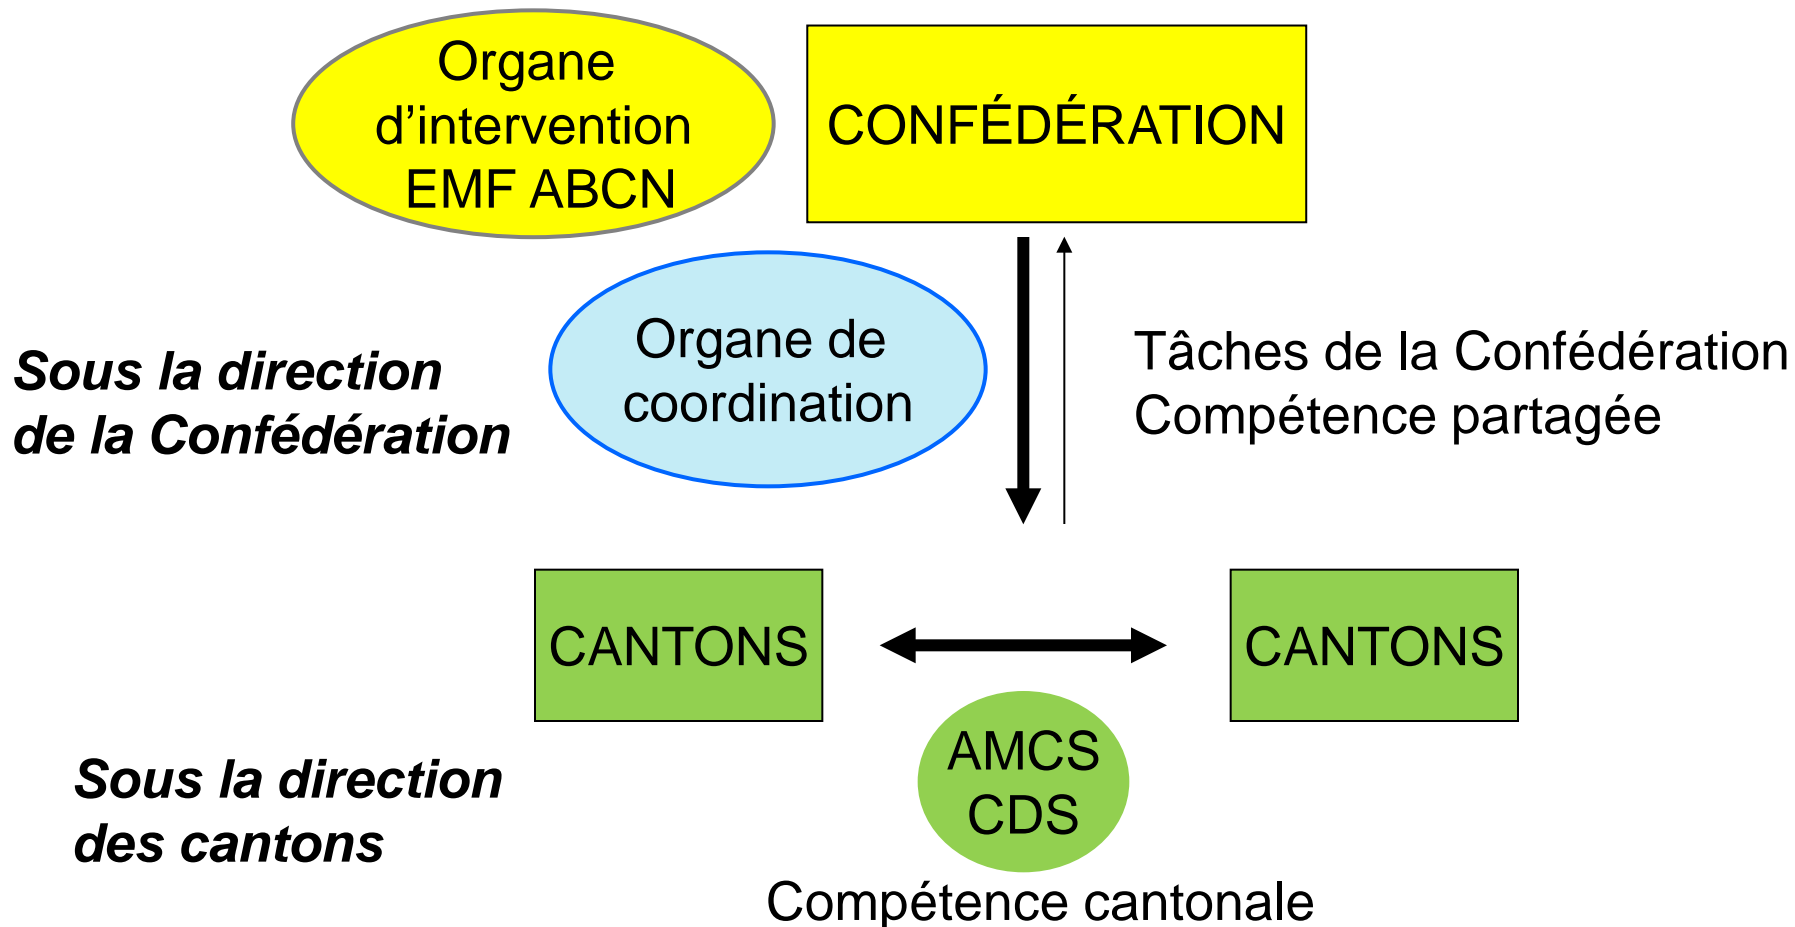 Organe
d’intervention
EMF ABCN
CONFÉDÉRATION
Organe de
coordination
Sous la direction
de la Confédération
Tâches de la Confédération
Compétence partagée
CANTONS
CANTONS
AMCS
CDS
Sous la direction
des cantons
Compétence cantonale